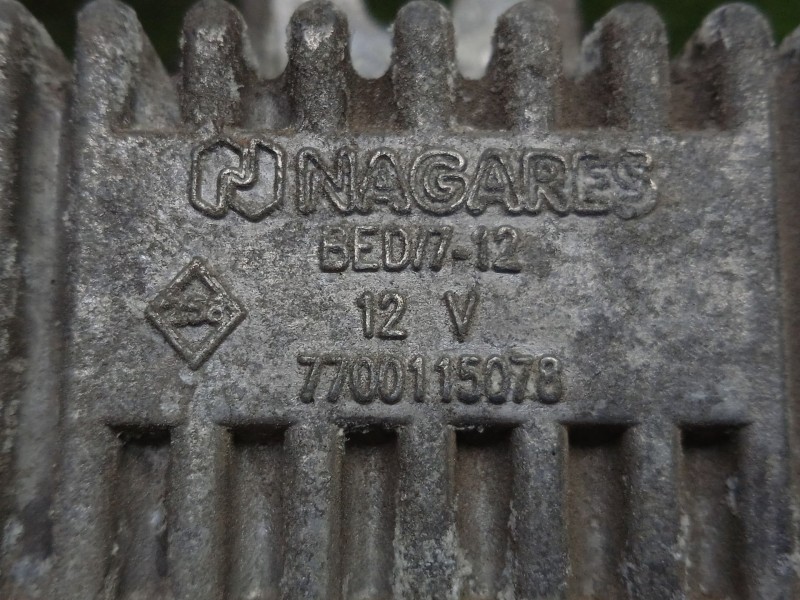 NAGARES
BED/7-12
12 V
7700115078